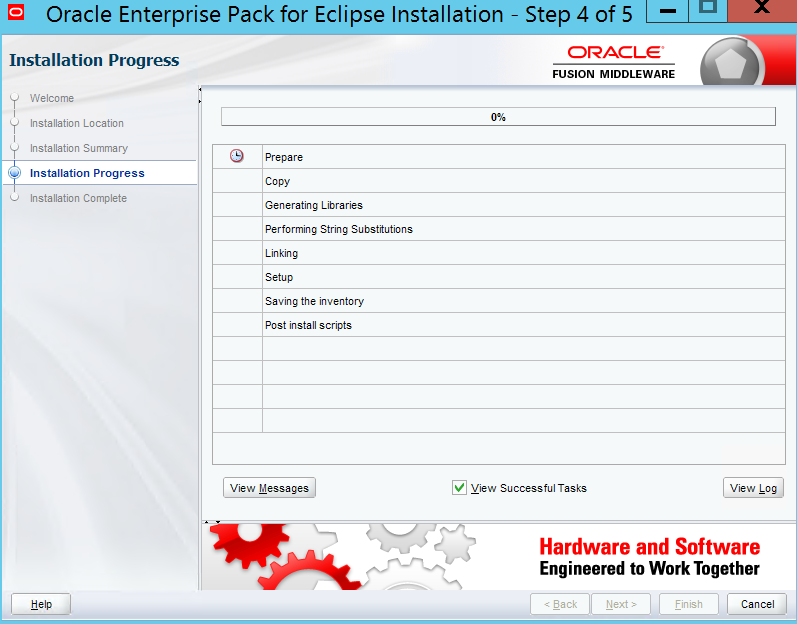 Oracle Enterprise Pack for Eclipse Installation - Step 4 of 5
Installation Progress
ORACLE
FUSION MIDDLEWARE
Welcome
Installation Location
Installation Summary
Installation Progress
Installation Complete
0%
Prepare
Copy
Generating Libraries
Performing String Substitutions
Linking
Setup
Saving the inventory
Post install scripts
View Messages
View Successful Tasks
View Log
Hardware and Software
Engineered to Work Together
Help
< Back
Next >
Finish
Cancel